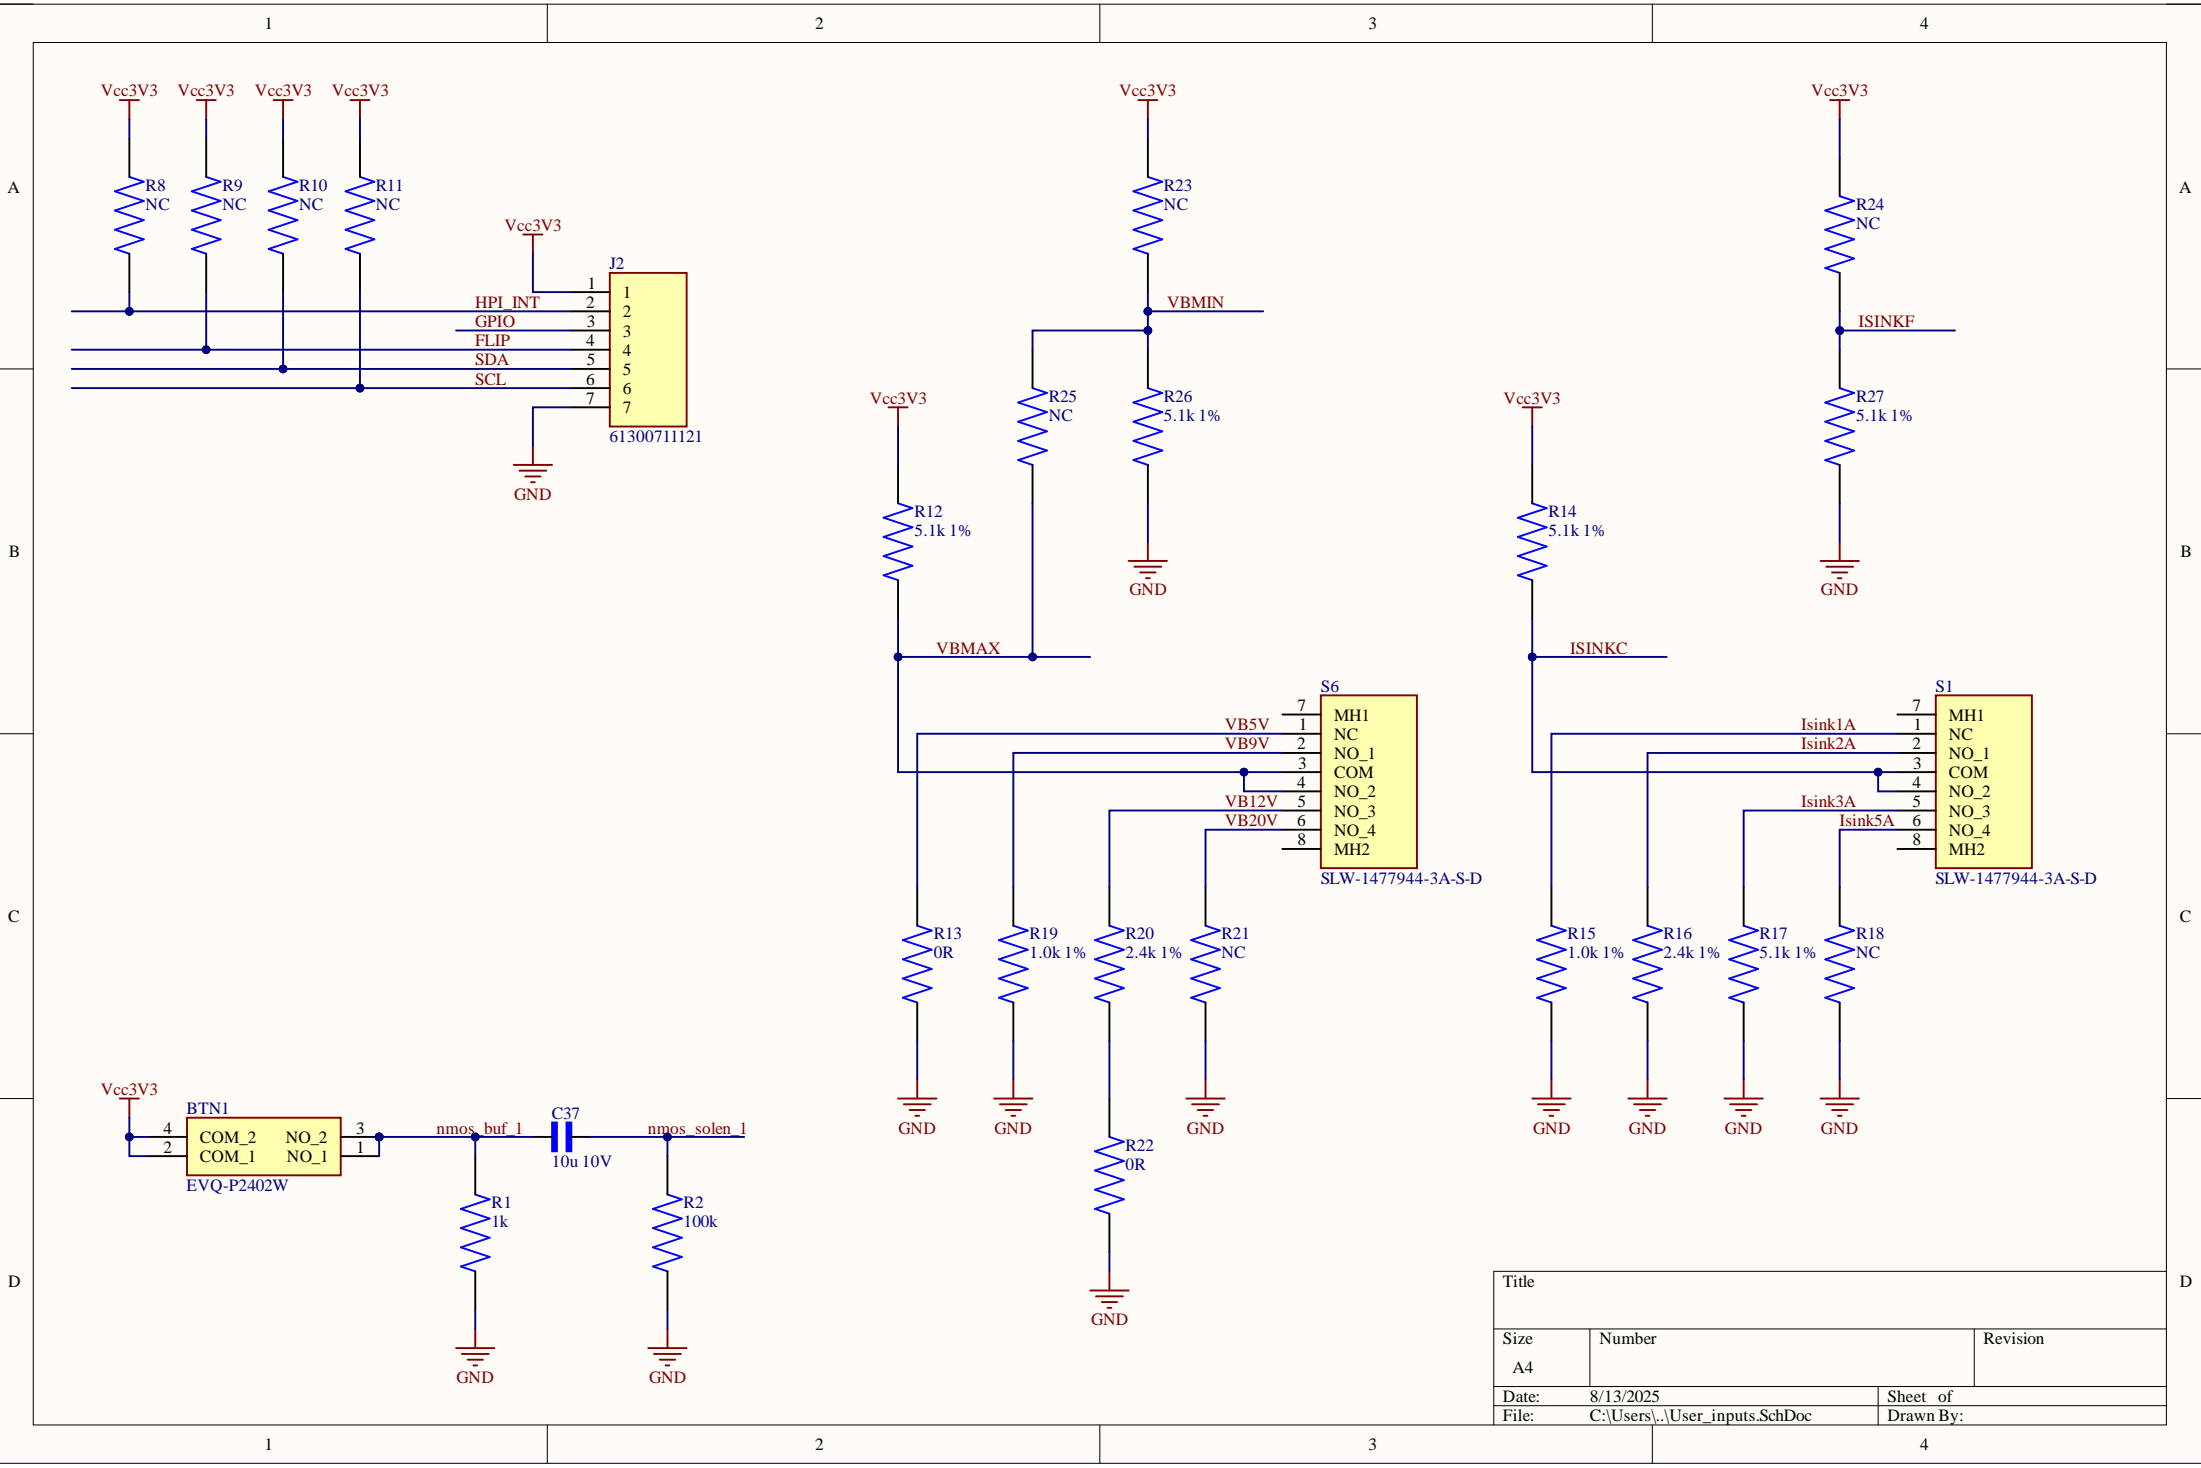 1 2 3 4
A A
B B
C C
D D
Vcc3V3 Vcc3V3 Vcc3V3 Vcc3V3
R8
NC
R9
NC
R10
NC
R11
NC
Vcc3V3
J2
HPI_INT
GPIO
FLIP
SDA
SCL
1 1
2 2
3 3
4 4
5 5
6 6
7 7
61300711121
GND
Vcc3V3
R23
NC
VBMIN
R25
NC
R26
5.1k 1%
GND
Vcc3V3
R12
5.1k 1%
VBMAX
S6
7 MH1
VB5V 1 NC
VB9V 2 NO_1
3 COM
4 NO_2
VB12V 5 NO_3
VB20V 6 NO_4
8 MH2
SLW-1477944-3A-S-D
R13
0R
R19
1.0k 1%
R20
2.4k 1%
R21
NC
GND GND GND
R22
0R
GND
Vcc3V3
R24
NC
ISINKF
R27
5.1k 1%
GND
Vcc3V3
R14
5.1k 1%
ISINKC
S1
7 MH1
Isink1A 1 NC
Isink2A 2 NO_1
3 COM
4 NO_2
Isink3A 5 NO_3
Isink5A 6 NO_4
8 MH2
SLW-1477944-3A-S-D
R15
1.0k 1%
R16
2.4k 1%
R17
5.1k 1%
R18
NC
GND GND GND GND
Vcc3V3
BTN1
4 COM_2 NO_2 3
2 COM_1 NO_1 1
EVQ-P2402W
nmos_buf_1
C37
10u 10V
nmos_solen_1
R1
1k
R2
100k
GND GND
Title
Size Number Revision
A4
Date: 8/13/2025 Sheet of
File: C:\Users\..\User_inputs.SchDoc Drawn By:
1 2 3 4